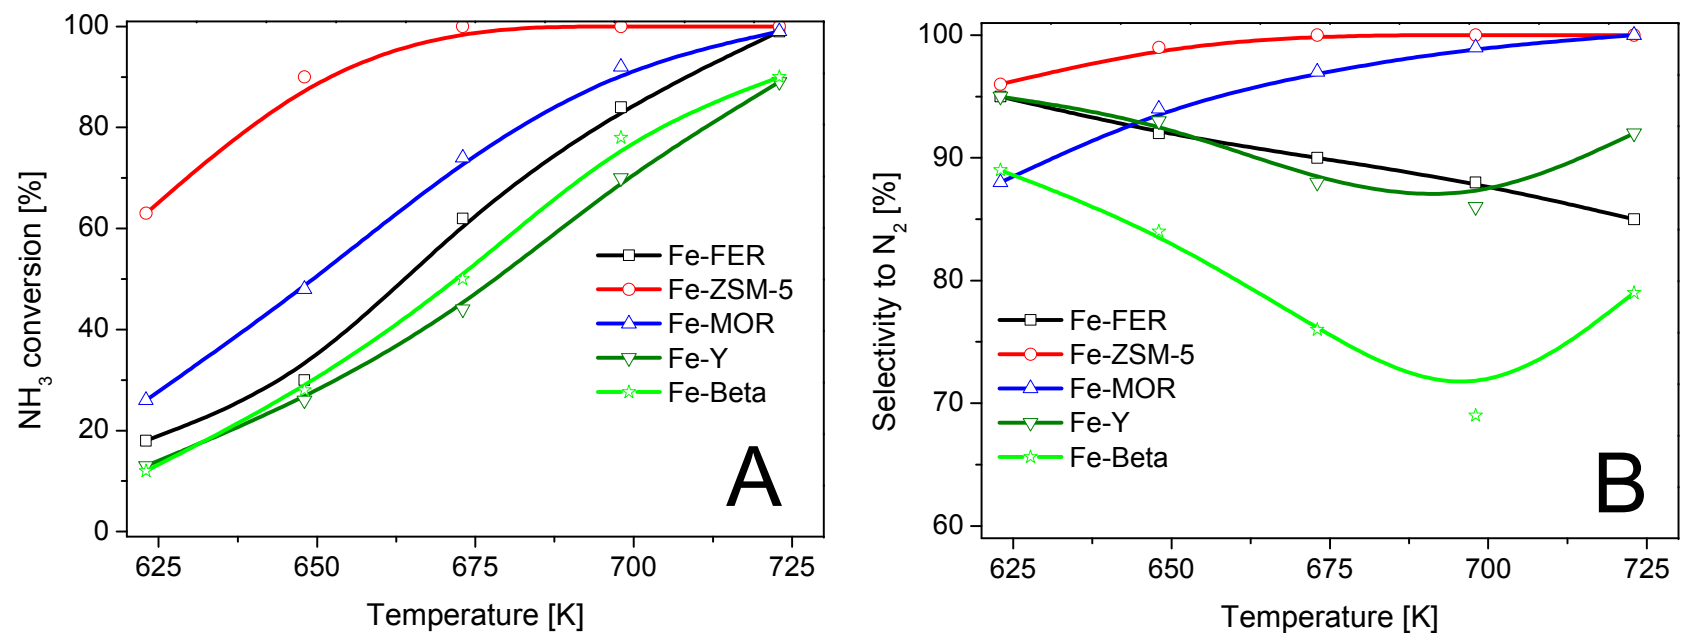 NH3 conversion [%]
100
80
60
40
20
0
Fe-FER
Fe-ZSM-5
Fe-MOR
Fe-Y
Fe-Beta
A
625 650 675 700 725
Temperature [K]
Selectivity to N2 [%]
100
90
80
70
60
Fe-FER
Fe-ZSM-5
Fe-MOR
Fe-Y
Fe-Beta
B
625 650 675 700 725
Temperature [K]